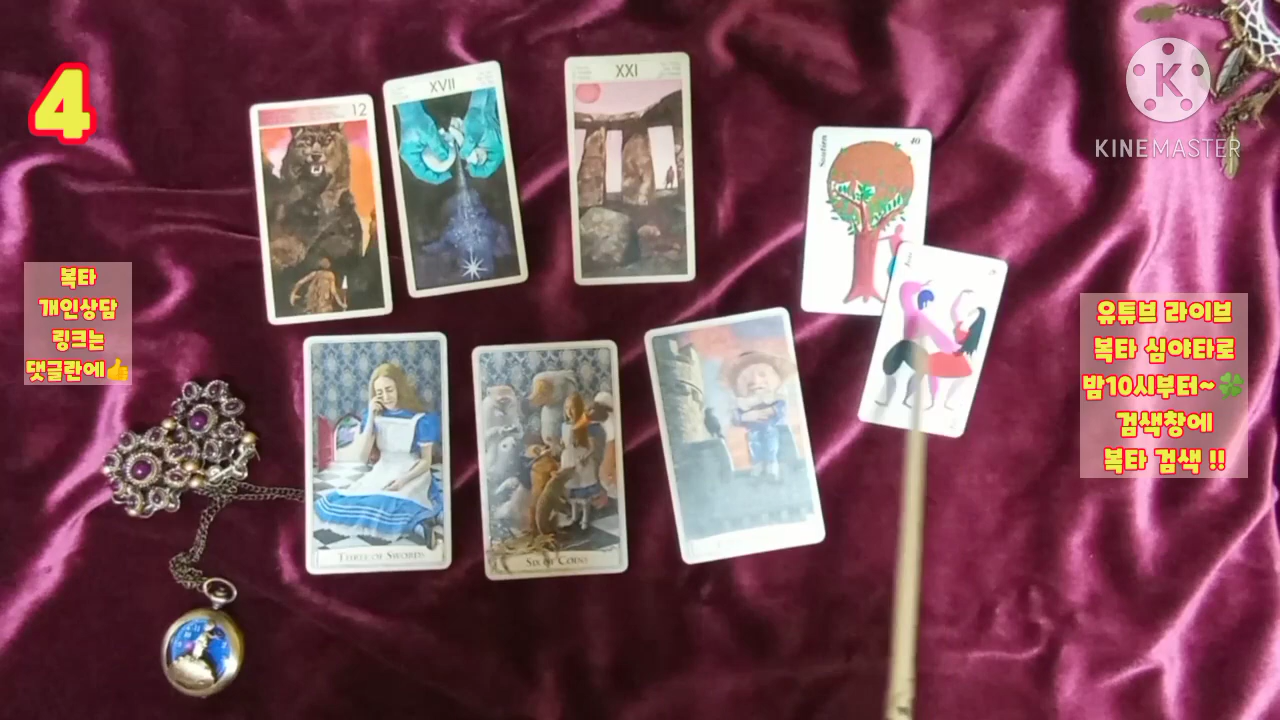 4
12
XVII
XXI
40
복타
개인상담
링크는
댓글란에👍
THREE OF SWORDS
SIX OF COINS
K
KINEMASTER
유튜브 라이브
복타 심야타로
밤10시부터~🍀
검색창에
복타 검색 !!